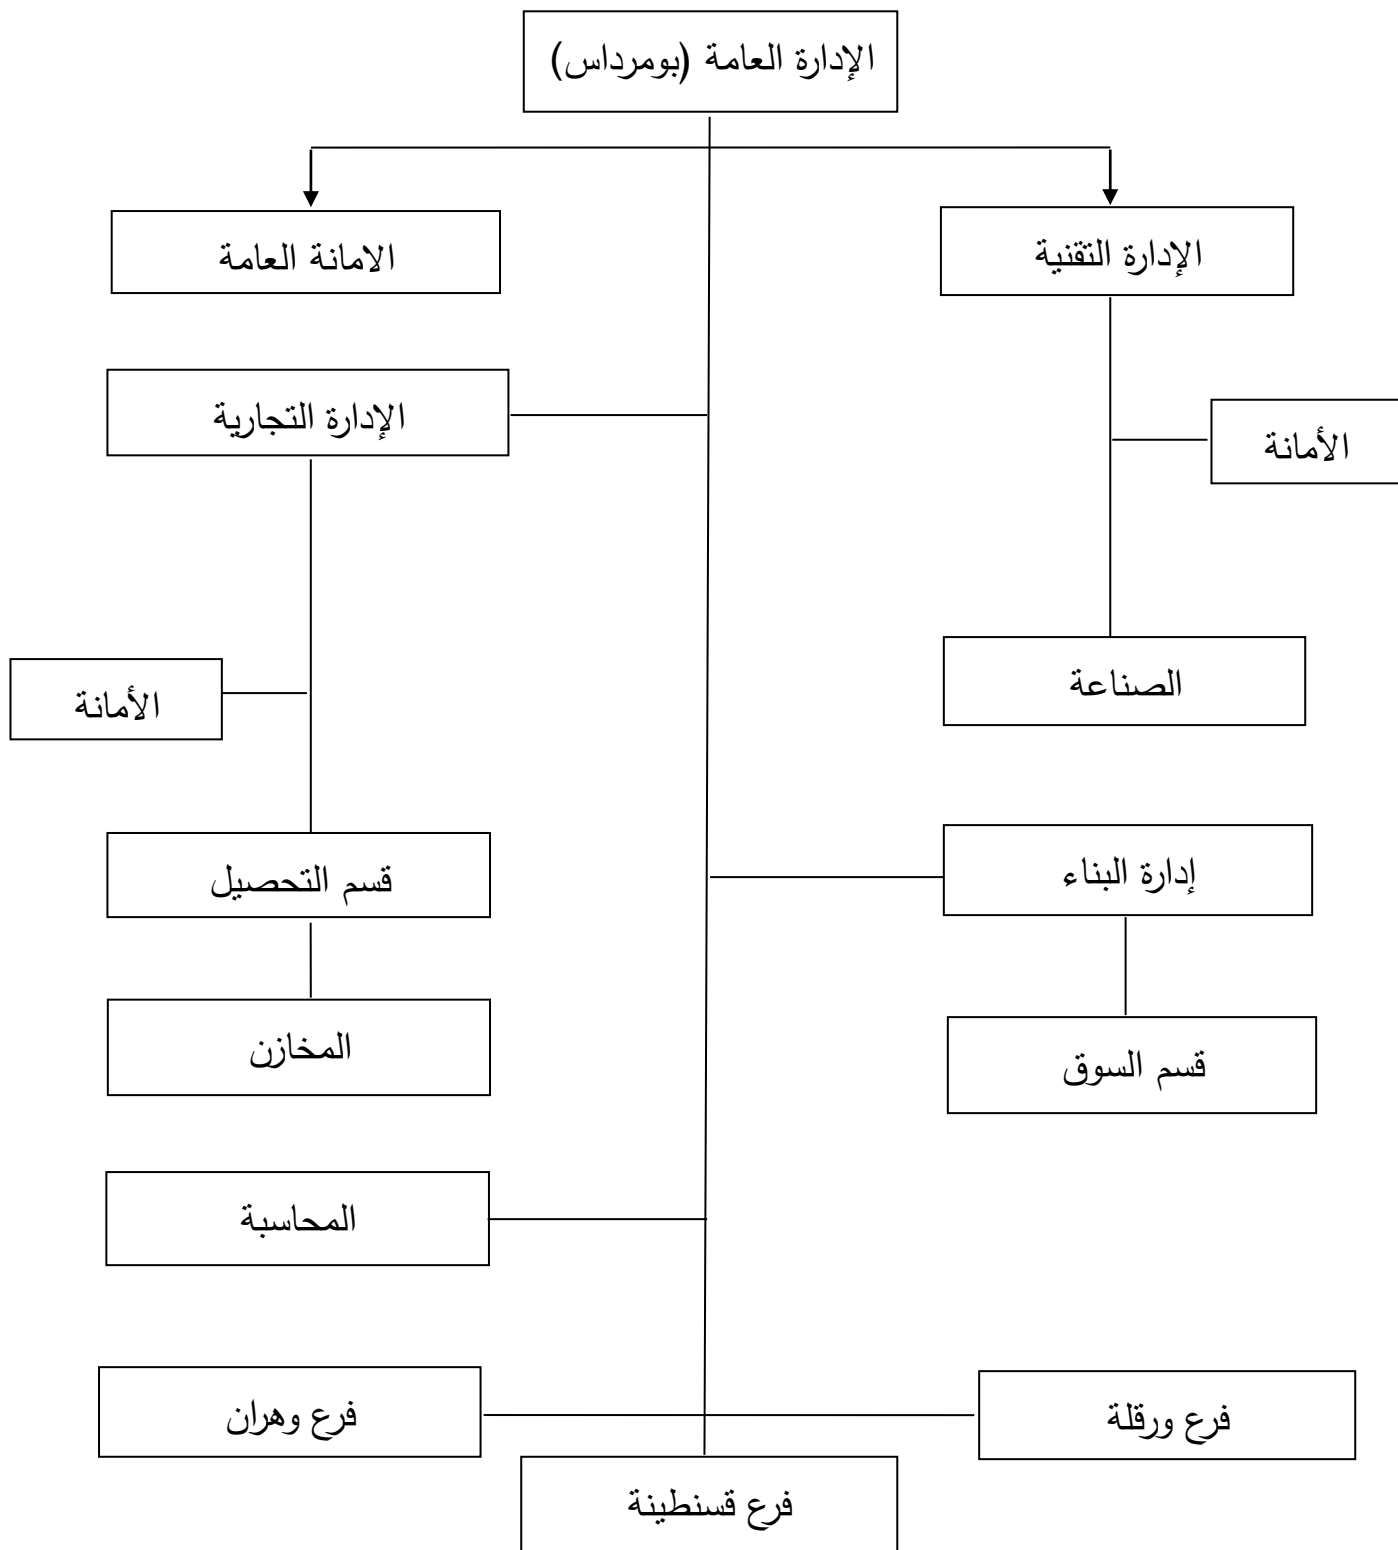 الإدارة العامة (بومرداس)
الإدارة التقنية
الامانة العامة
الإدارة التجارية
الأمانة
الصناعة
الأمانة
إدارة البناء
قسم التحصيل
قسم السوق
المخازن
المحاسبة
فرع ورقلة
فرع وهران
فرع قسنطينة